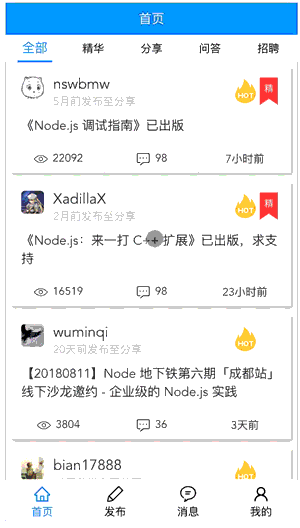 首页
全部 精华 分享 问答 招聘
nswbmw
5月前发布至分享
HOT 精
《Node.js 调试指南》已出版
22092 98 7小时前
XadillaX
2月前发布至分享
HOT 精
《Node.js：来一打 C++ 扩展》已出版，求支
持
16519 98 23小时前
wuminqi
20天前发布至分享
HOT
【20180811】Node 地下铁第六期「成都站」
线下沙龙邀约 - 企业级的 Node.js 实践
3804 36 3天前
bian17888
HOT
首页 发布 消息 我的